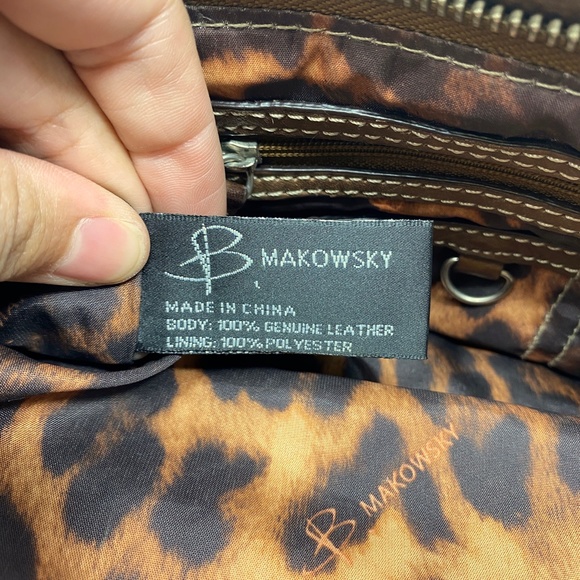 B MAKOWSKY
MADE IN CHINA
BODY: 100% GENUINE LEATHER
LINING: 100% POLYESTER
B MAKOWSKY